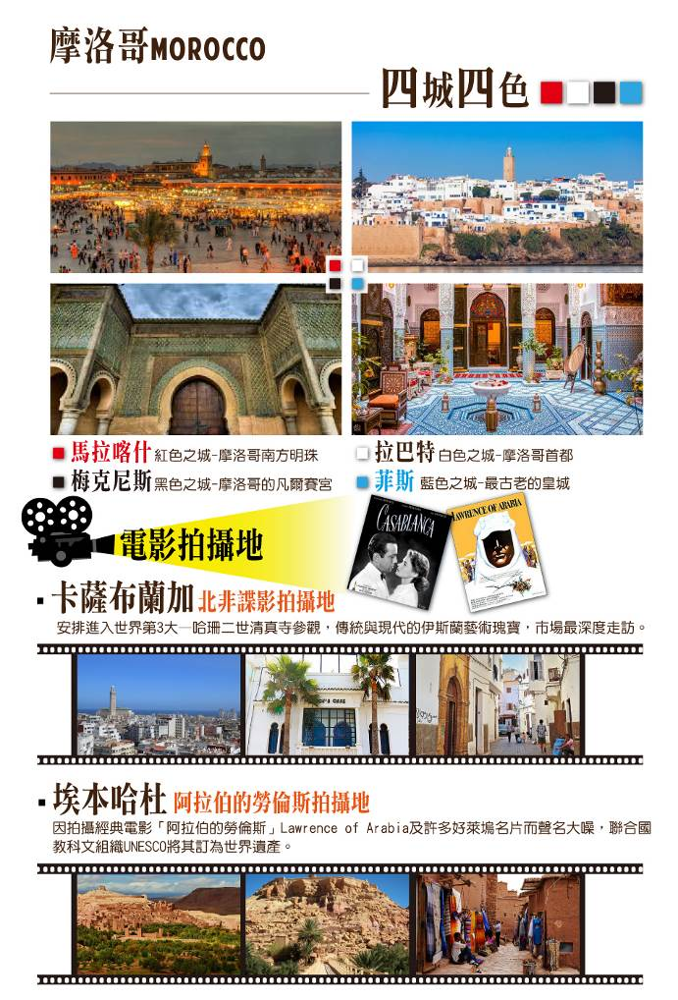 摩洛哥MOROCCO
四城四色
馬拉喀什 紅色之城-摩洛哥南方明珠
拉巴特 白色之城-摩洛哥首都
梅克尼斯 黑色之城-摩洛哥的凡爾賽宮
菲斯 藍色之城-最古老的皇城
電影拍攝地
CASABLANCA
LAWRENCE OF ARABIA
卡薩布蘭加 北非諜影拍攝地
安排進入世界第3大—哈珊二世清真寺參觀，傳統與現代的伊斯蘭藝術瑰寶，市場最深度走訪。
埃本哈杜 阿拉伯的勞倫斯拍攝地
因拍攝經典電影「阿拉伯的勞倫斯」Lawrence of Arabia及許多好萊塢名片而聲名大噪，聯合國
教科文組織UNESCO將其訂為世界遺產。